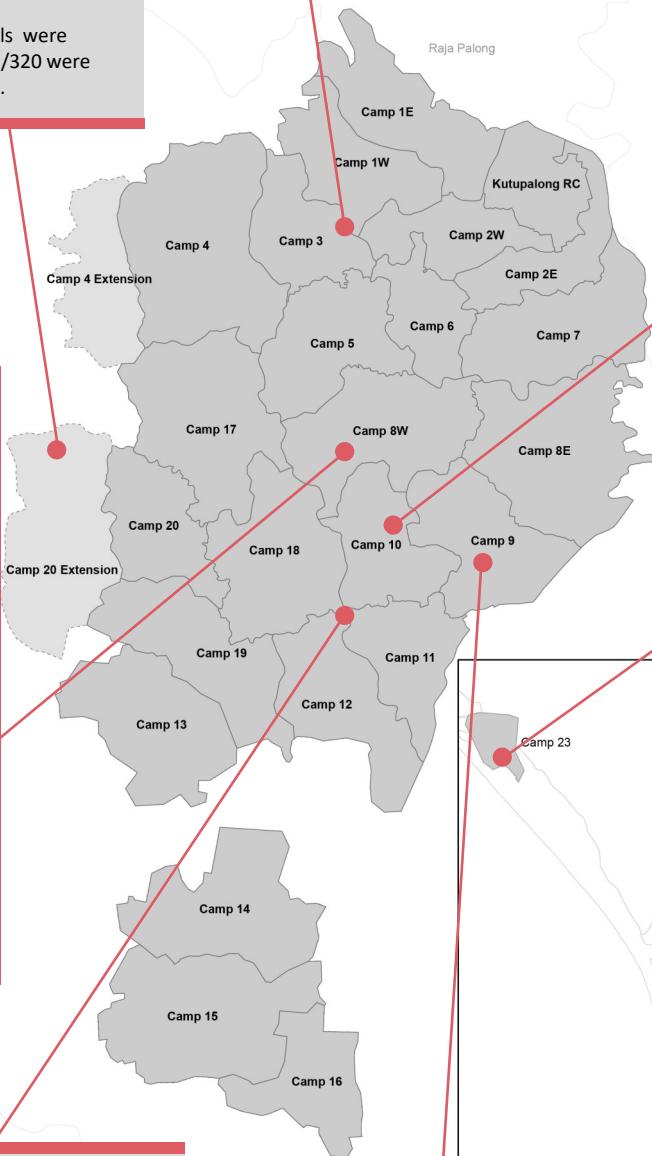 ls were
/320 were
.
Raja Palong
Camp 1E
Camp 1W
Kutupalong RC
Camp 2W
Camp 3
Camp 4
Camp 2E
Camp 4 Extension
Camp 6
Camp 7
Camp 5
Camp 17
Camp 8W
Camp 8E
Camp 20
Camp 9
Camp 10
Camp 18
Camp 20 Extension
Camp 19
Camp 11
Camp 12
Camp 13
Camp 23
Camp 14
Camp 15
Camp 16